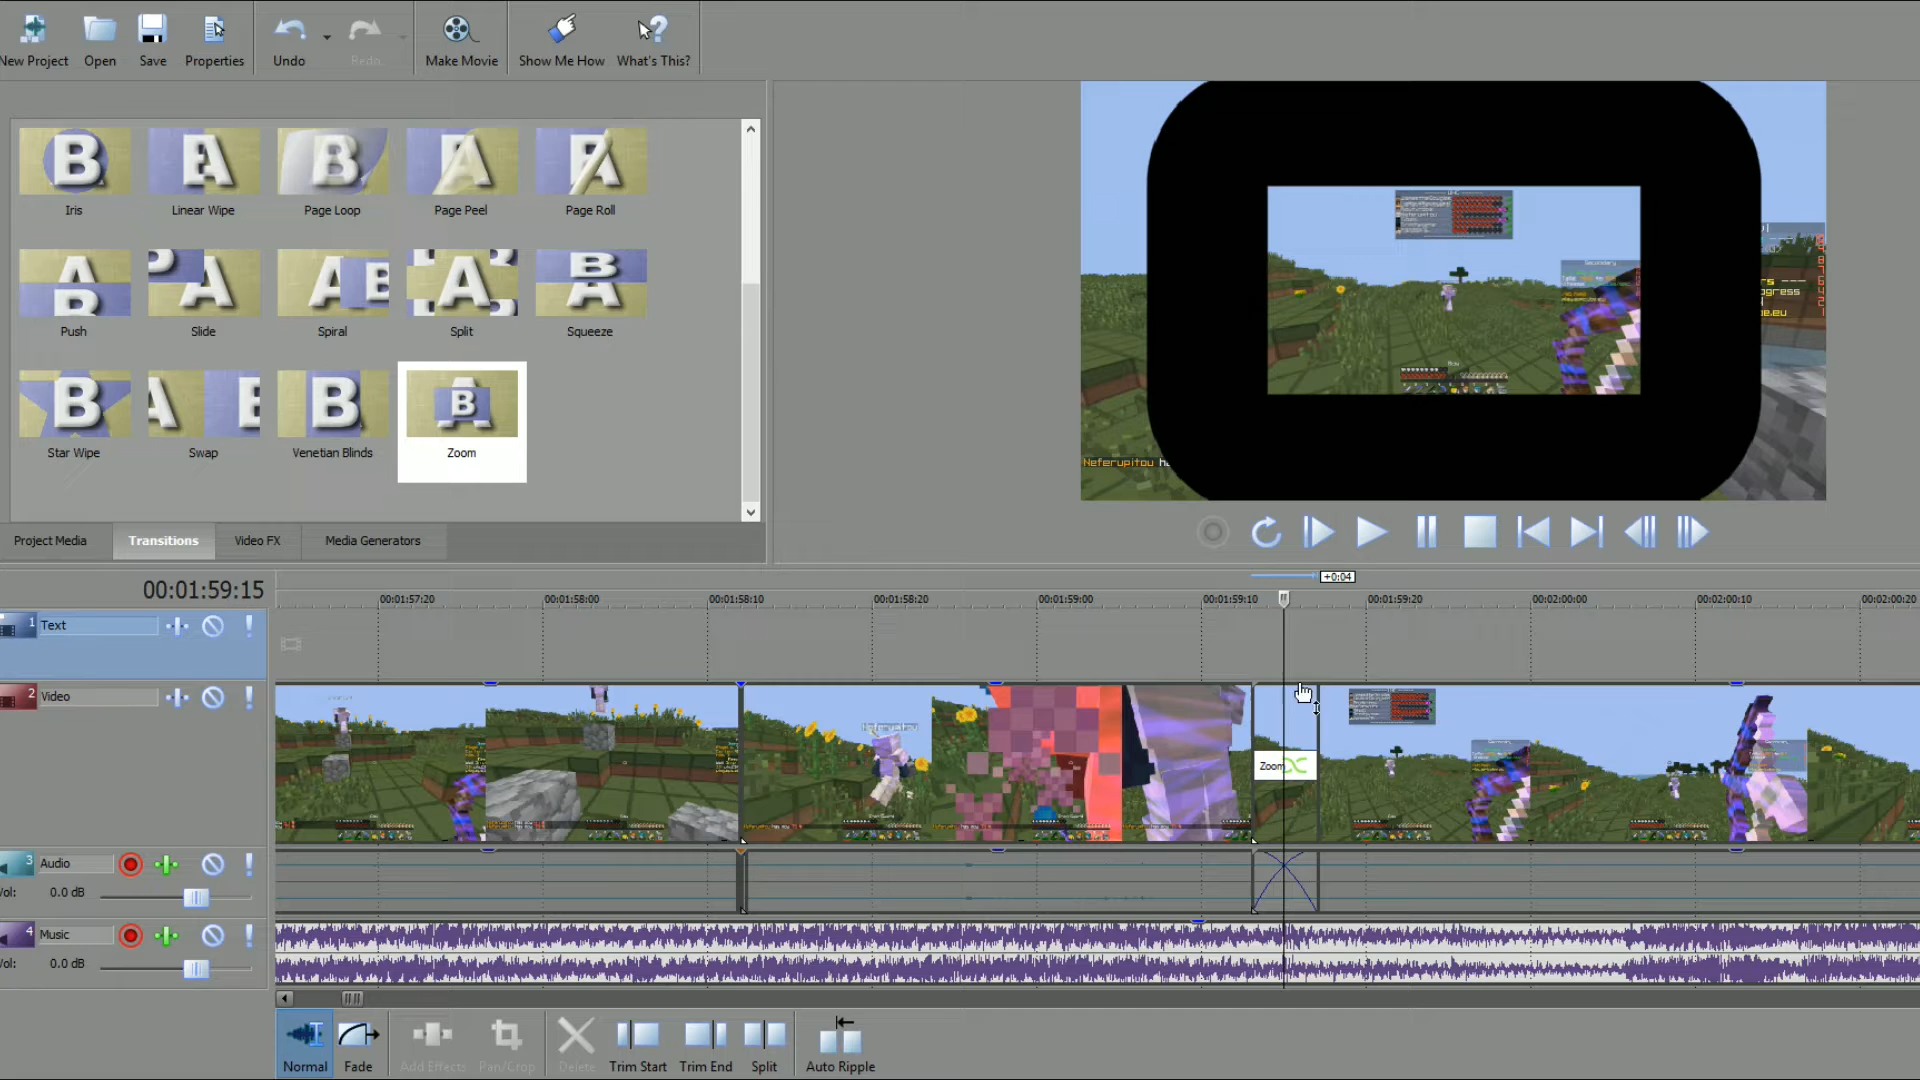 New Project
Open
Save
Properties
Undo
Redo
Make Movie
Show Me How
What's This?
Iris
Linear Wipe
Page Loop
Page Peel
Page Roll
Push
Slide
Spiral
Split
Squeeze
Star Wipe
Swap
Venetian Blinds
Zoom
Neferupitou
Project Media
Transitions
Video FX
Media Generators
+0:04
00:01:59:15
00:01:57:20
00:01:58:00
00:01:58:10
00:01:58:20
00:01:59:00
00:01:59:10
00:01:59:20
00:02:00:00
00:02:00:10
00:02:00:20
1 Text
2 Video
Zoom
3 Audio
Vol: 0.0 dB
4 Music
Vol: 0.0 dB
Normal
Fade
Add Effects
Pan/Crop
Delete
Trim Start
Trim End
Split
Auto Ripple